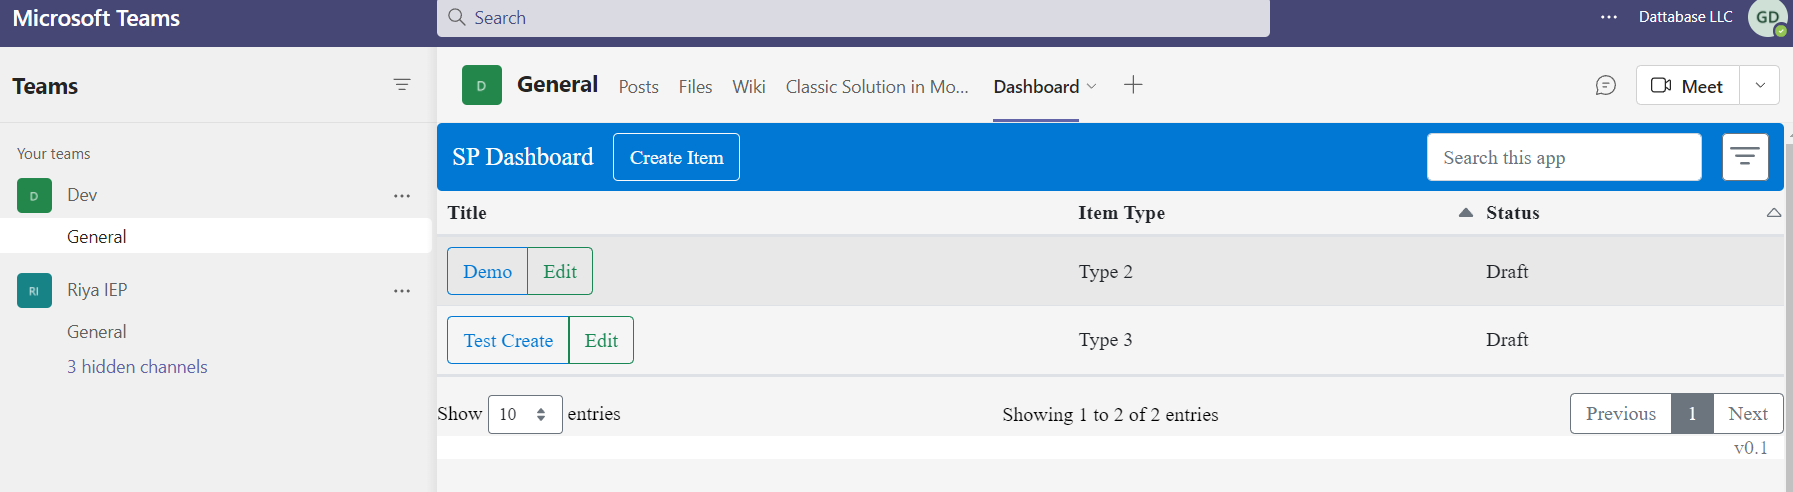 Microsoft Teams
Search
Dattabase LLC
GD
Teams
D
General
Posts
Files
Wiki
Classic Solution in Mo...
Dashboard
Meet
Your teams
D
Dev
General
RI
Riya IEP
General
3 hidden channels
SP Dashboard
Create Item
Search this app
Title
Item Type
Status
Demo
Edit
Type 2
Draft
Test Create
Edit
Type 3
Draft
Show 10 entries
Showing 1 to 2 of 2 entries
Previous
1
Next
v0.1